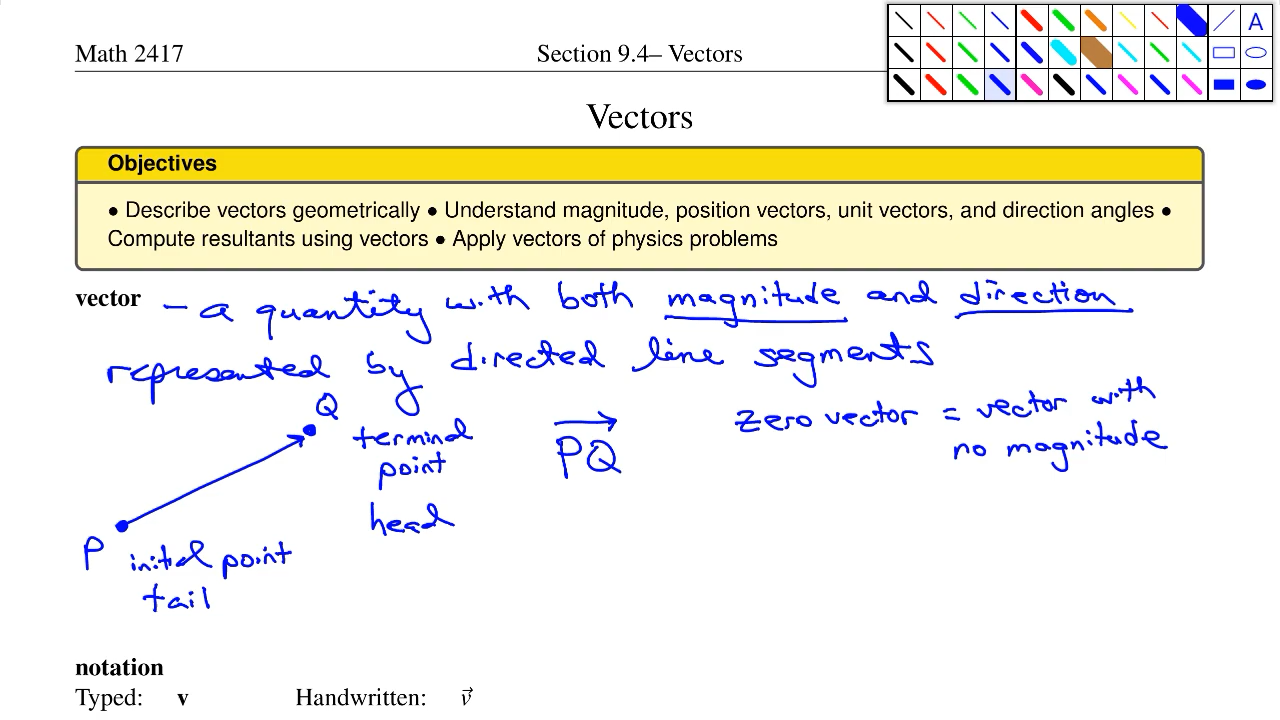 Math 2417 Section 9.4– Vectors
A
Vectors
Objectives
• Describe vectors geometrically • Understand magnitude, position vectors, unit vectors, and direction angles •
Compute resultants using vectors • Apply vectors of physics problems
vector – a quantity with both magnitude and direction
represented by directed line segments
Q
terminal
point
head
PQ
zero vector = vector with
no magnitude
P initial point
tail
notation
Typed: v Handwritten: v⃗